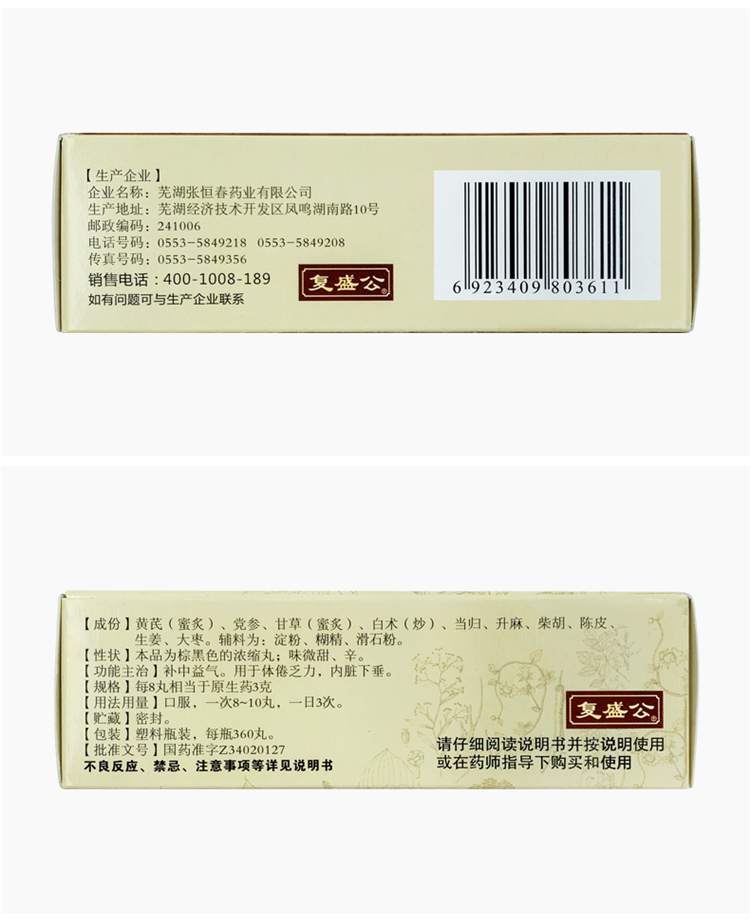 【生产企业】
企业名称：芜湖张恒春药业有限公司
生产地址：芜湖经济技术开发区凤鸣湖南路10号
邮政编码：241006
电话号码：0553-5849218 0553-5849208
传真号码：0553-5849356
销售电话：400-1008-189
如有问题可与生产企业联系
复盛公®
6 923409 803611
【成份】黄芪（蜜炙）、党参、甘草（蜜炙）、白术（炒）、当归、升麻、柴胡、陈皮、
生姜、大枣。辅料为：淀粉、糊精、滑石粉。
【性状】本品为棕黑色的浓缩丸；味微甜、辛。
【功能主治】补中益气。用于体倦乏力，内脏下垂。
【规格】每8丸相当于原生药3克
【用法用量】口服，一次8~10丸，一日3次。
【贮藏】密封。
【包装】塑料瓶装，每瓶360丸。
【批准文号】国药准字Z34020127
不良反应、禁忌、注意事项等详见说明书
复盛公®
请仔细阅读说明书并按说明使用
或在药师指导下购买和使用